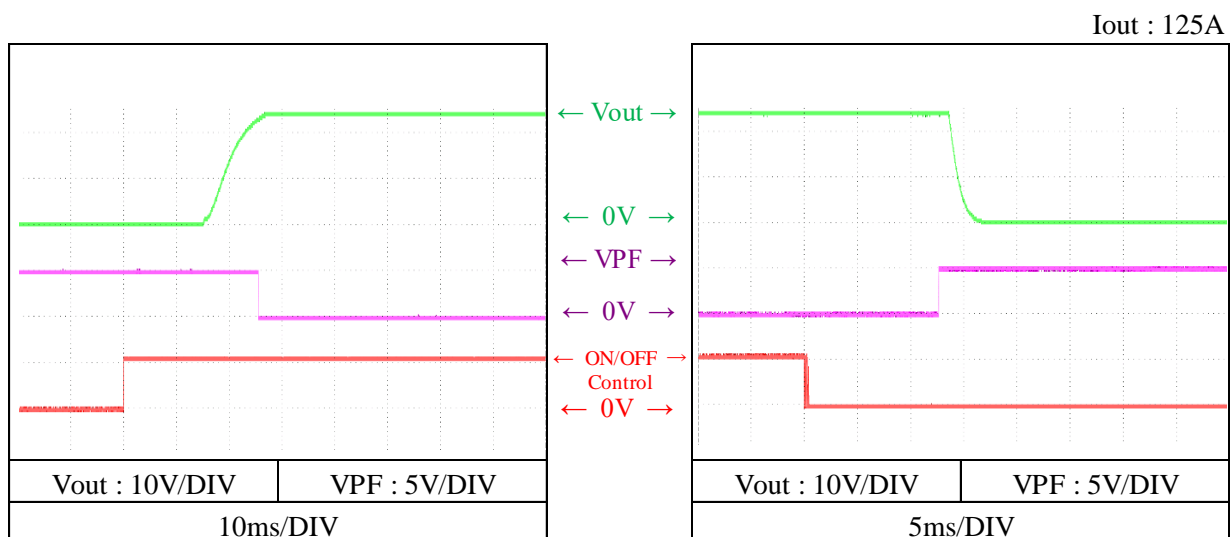 Iout : 125A
← Vout →
← 0V →
← VPF →
← 0V →
← ON/OFF →
Control
← 0V →
Vout : 10V/DIV
VPF : 5V/DIV
10ms/DIV
Vout : 10V/DIV
VPF : 5V/DIV
5ms/DIV